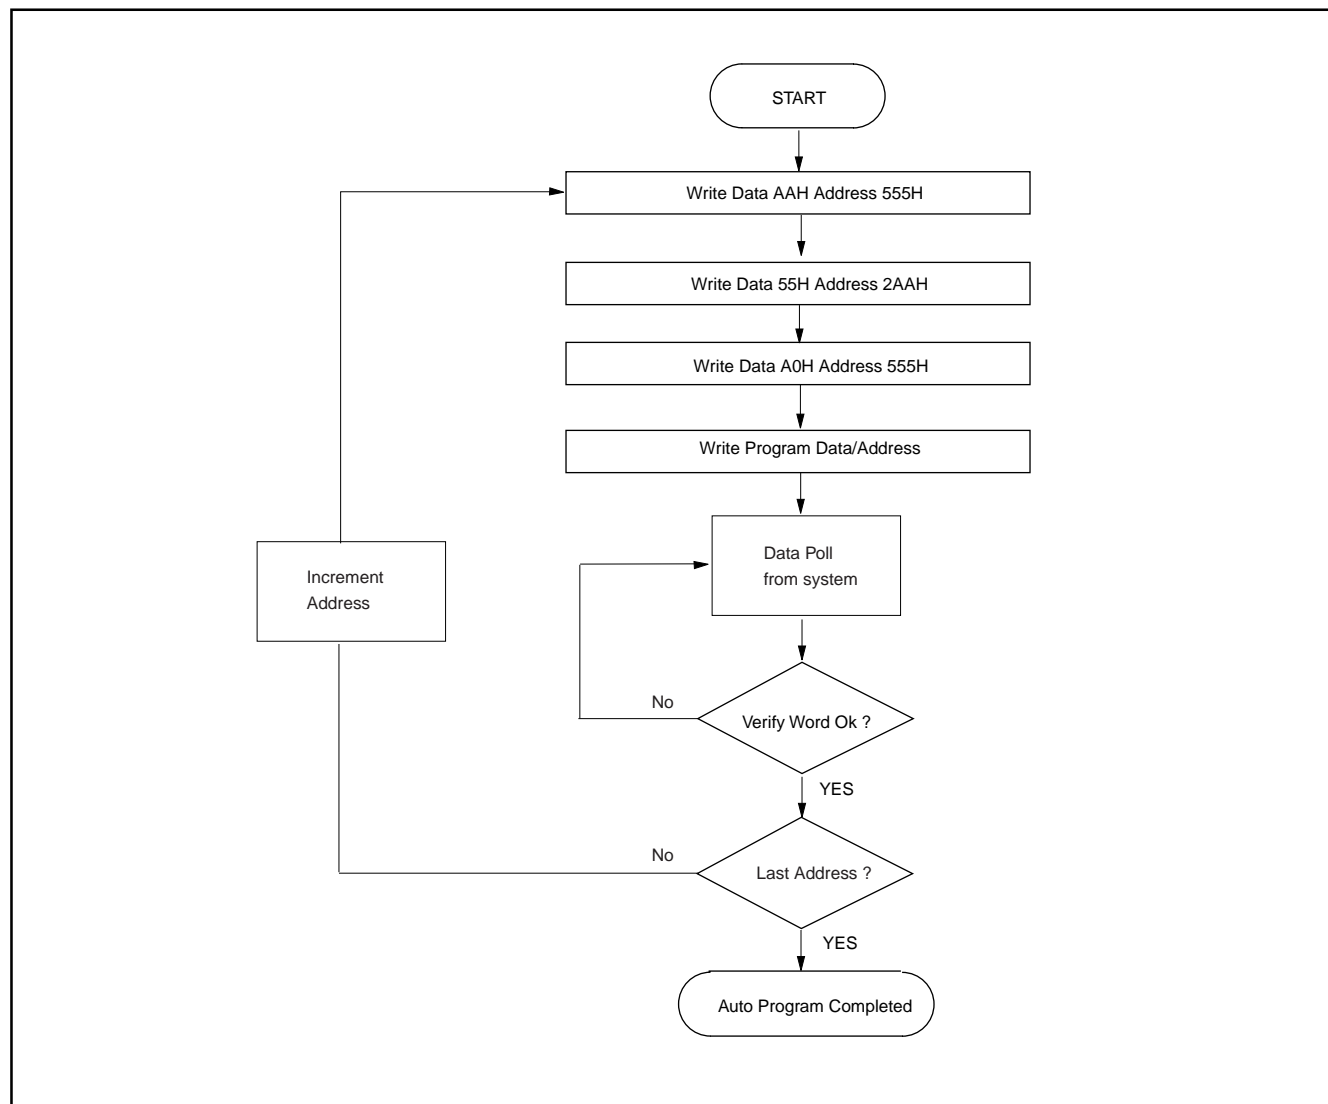 START
Write Data AAH Address 555H
Write Data 55H Address 2AAH
Write Data A0H Address 555H
Write Program Data/Address
Data Poll
from system
Increment
Address
No
Verify Word Ok ?
YES
No
Last Address ?
YES
Auto Program Completed